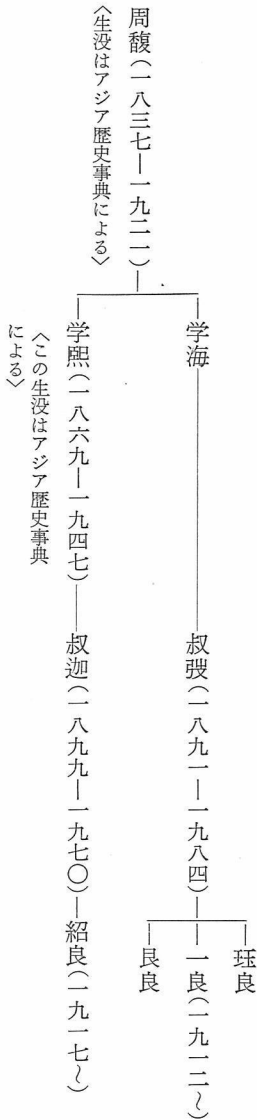 珏良
学海 叔弢(一八九一―一九八四) 一良(一九一二~)
艮良
周馥(一八三七―一九二一)
〈生没はアジア歴史事典による〉
学熙(一八六九―一九四七) 叔迦(一八九九―一九七〇) 紹良(一九一七~)
〈この生没はアジア歴史事典
による〉